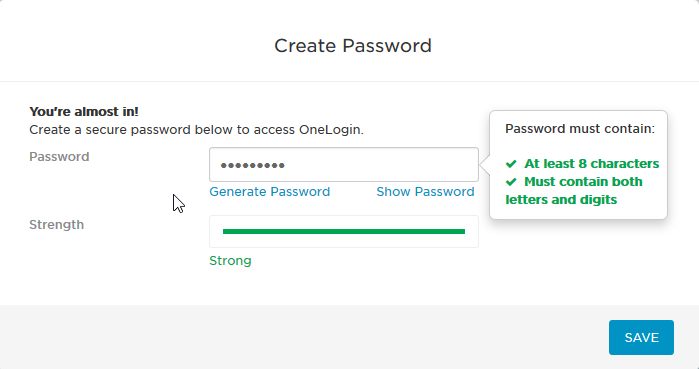 Create Password
You're almost in!
Create a secure password below to access OneLogin.
Password
•••••••••
Generate Password
Show Password
Password must contain:
✔ At least 8 characters
✔ Must contain both
letters and digits
Strength
Strong
SAVE